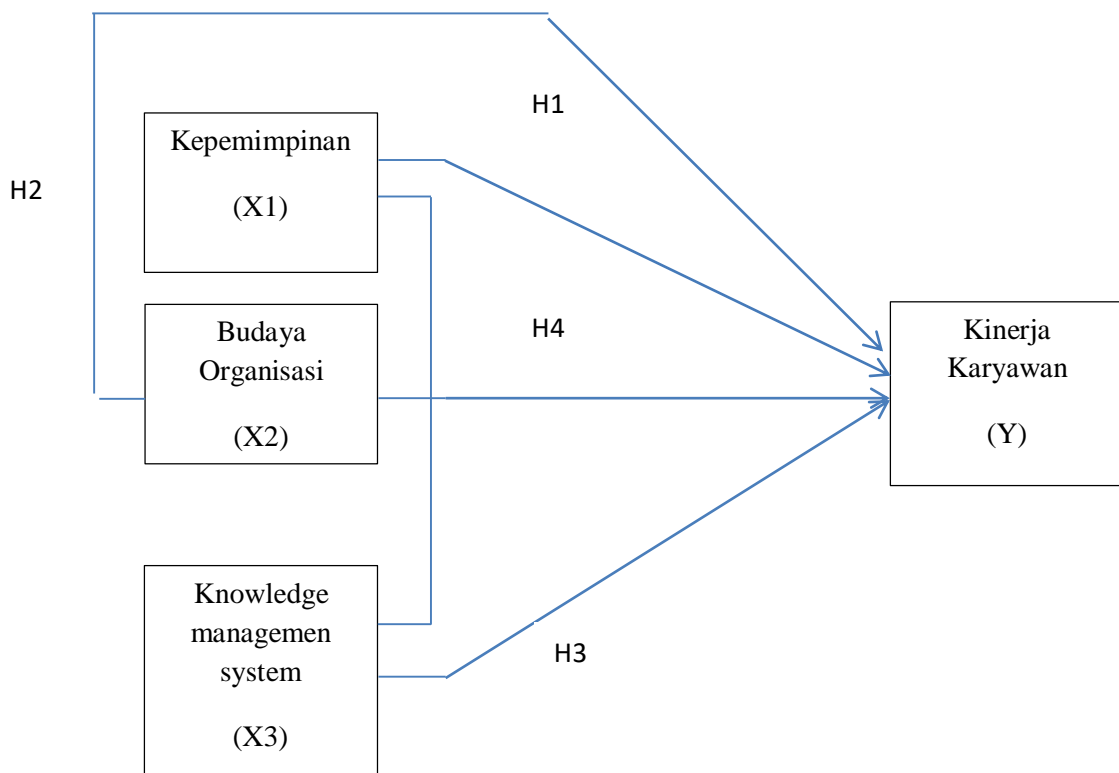 H1
Kepemimpinan
(X1)
H2
Budaya
Organisasi
(X2)
H4
Kinerja
Karyawan
(Y)
Knowledge
managemen
system
(X3)
H3